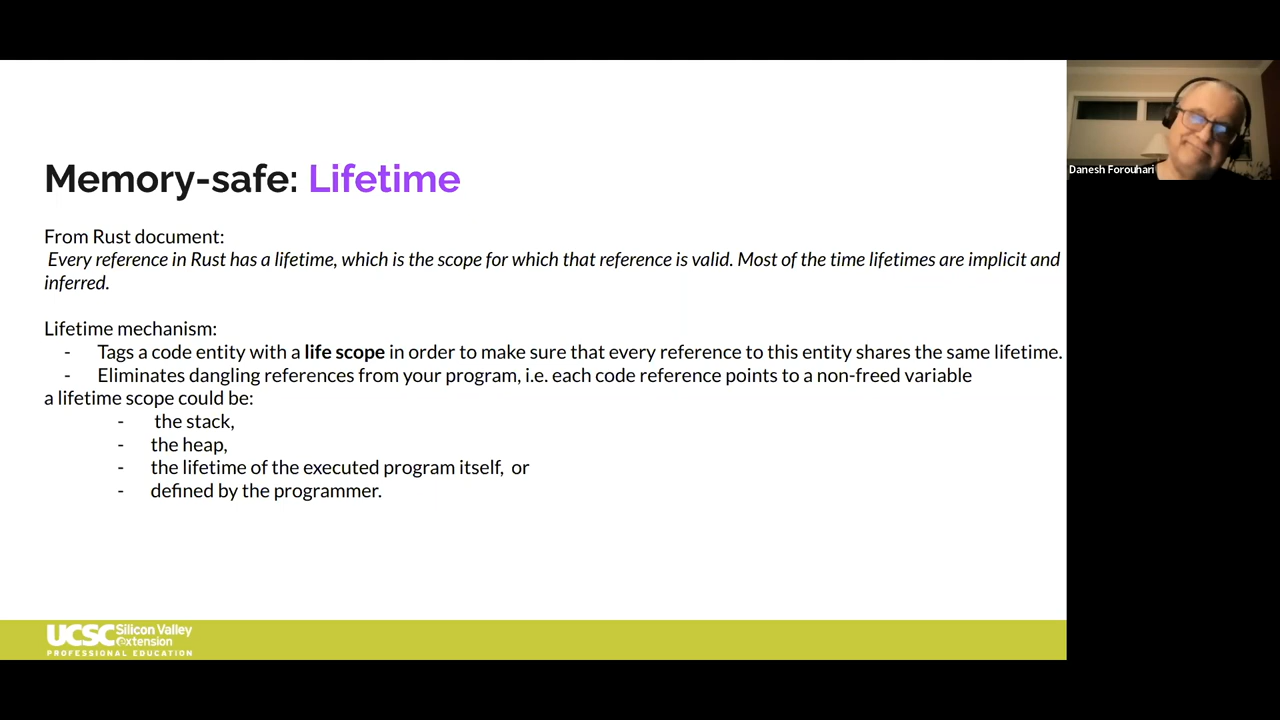 Memory-safe: Lifetime
From Rust document:
Every reference in Rust has a lifetime, which is the scope for which that reference is valid. Most of the time lifetimes are implicit and
inferred.
Lifetime mechanism:
- Tags a code entity with a life scope in order to make sure that every reference to this entity shares the same lifetime.
- Eliminates dangling references from your program, i.e. each code reference points to a non-freed variable
a lifetime scope could be:
- the stack,
- the heap,
- the lifetime of the executed program itself, or
- defined by the programmer.
UCSC Silicon Valley
extension
PROFESSIONAL EDUCATION
Danesh Forouhari